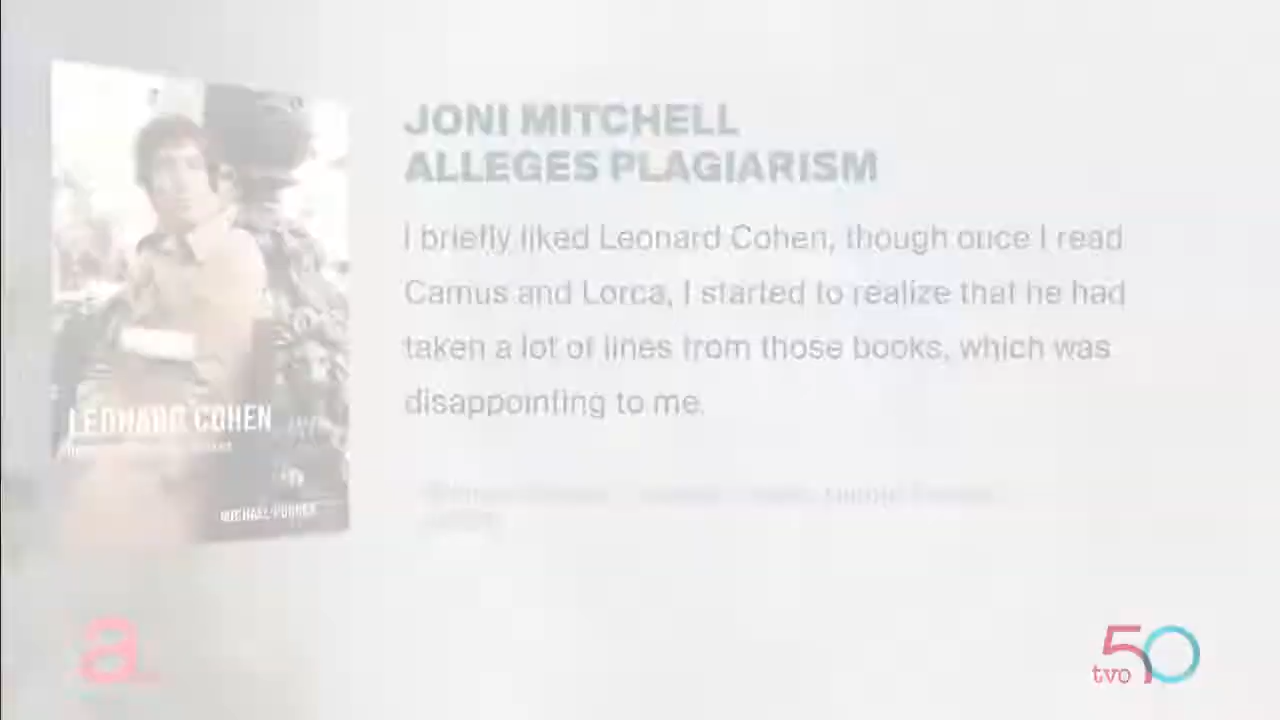 JONI MITCHELL
ALLEGES PLAGIARISM
I briefly liked Leonard Cohen, though once I read
Camus and Lorca, I started to realize that he had
taken a lot of lines from those books, which was
disappointing to me.
LEONARD COHEN
MICHAEL POSNER
a
tvo 50